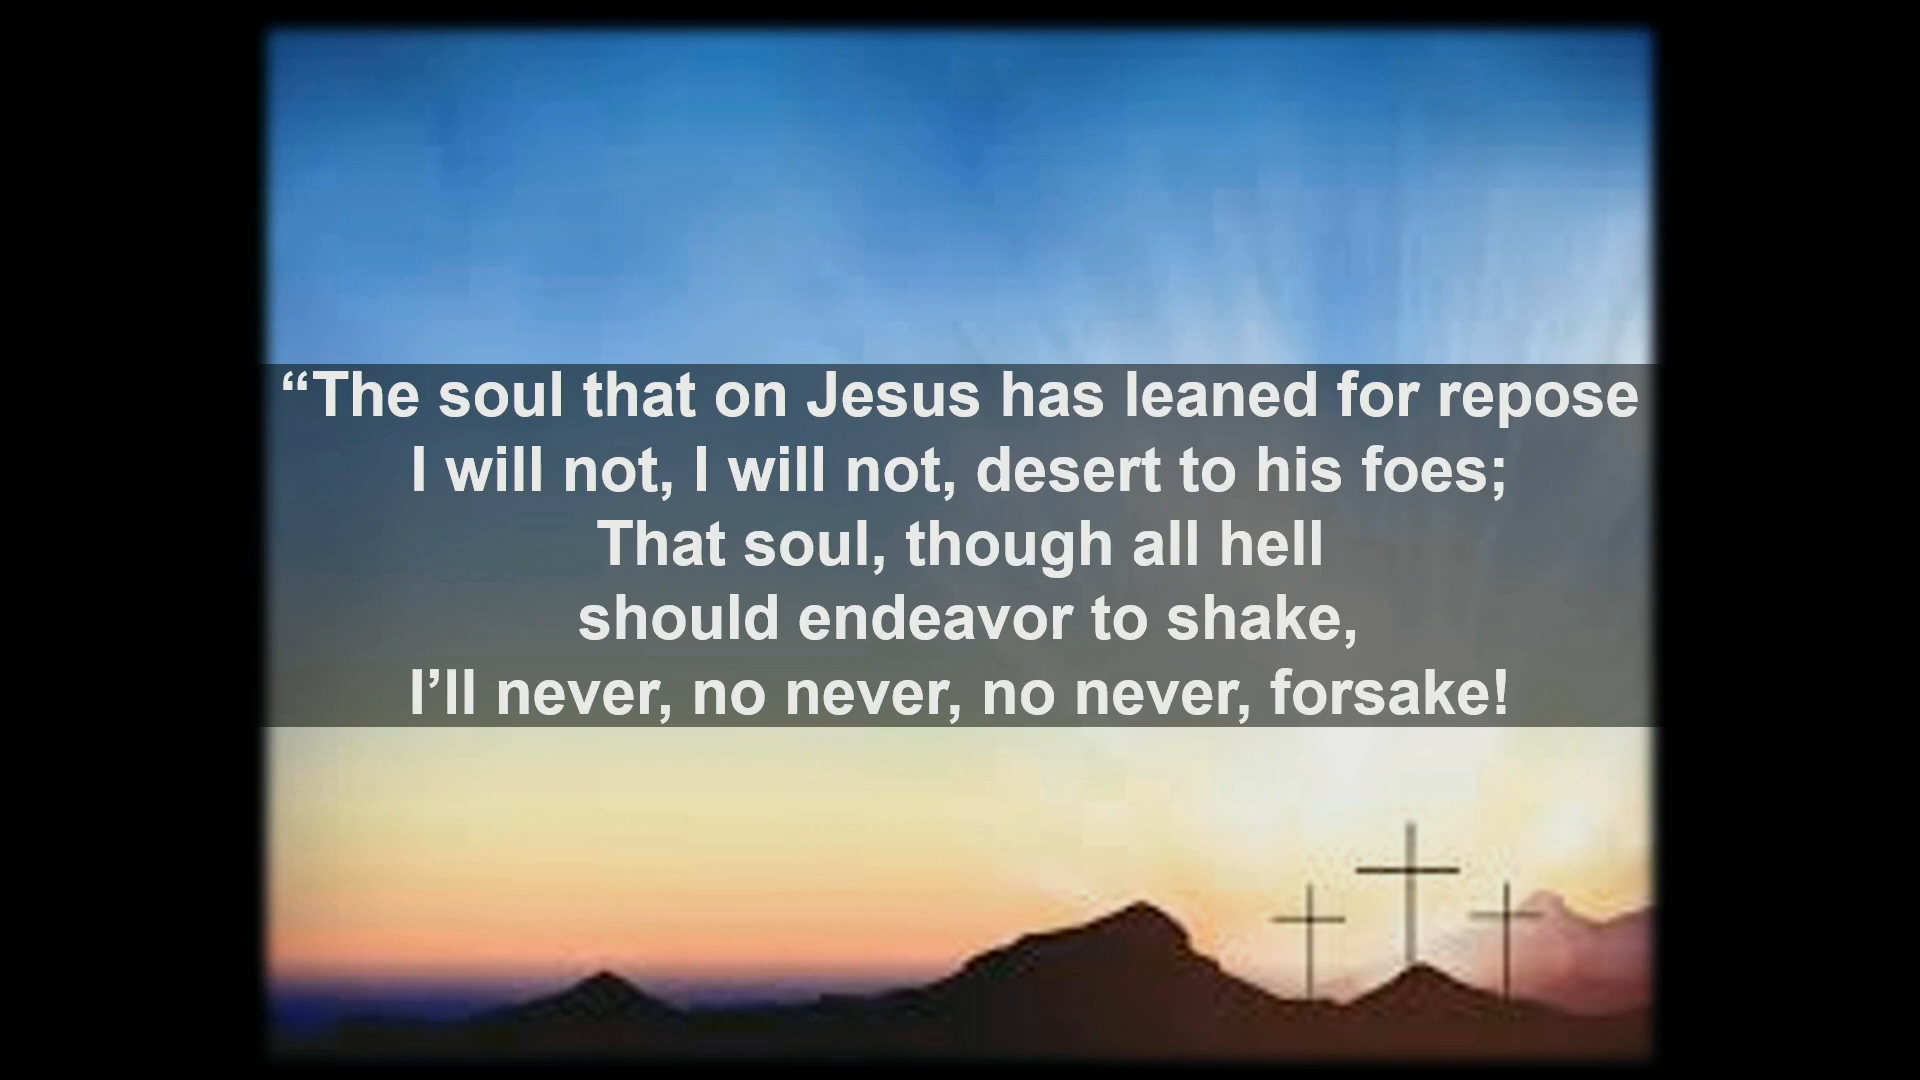 “The soul that on Jesus has leaned for repose
I will not, I will not, desert to his foes;
That soul, though all hell
should endeavor to shake,
I’ll never, no never, no never, forsake!